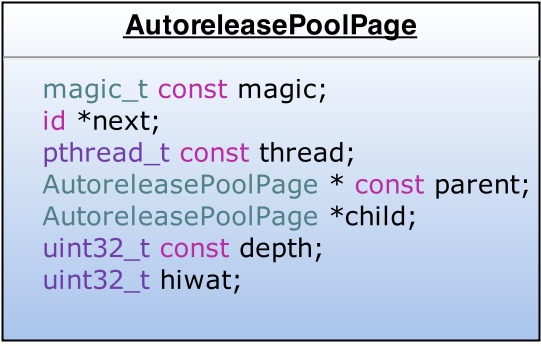 AutoreleasePoolPage
magic_t const magic;
id *next;
pthread_t const thread;
AutoreleasePoolPage * const parent;
AutoreleasePoolPage *child;
uint32_t const depth;
uint32_t hiwat;